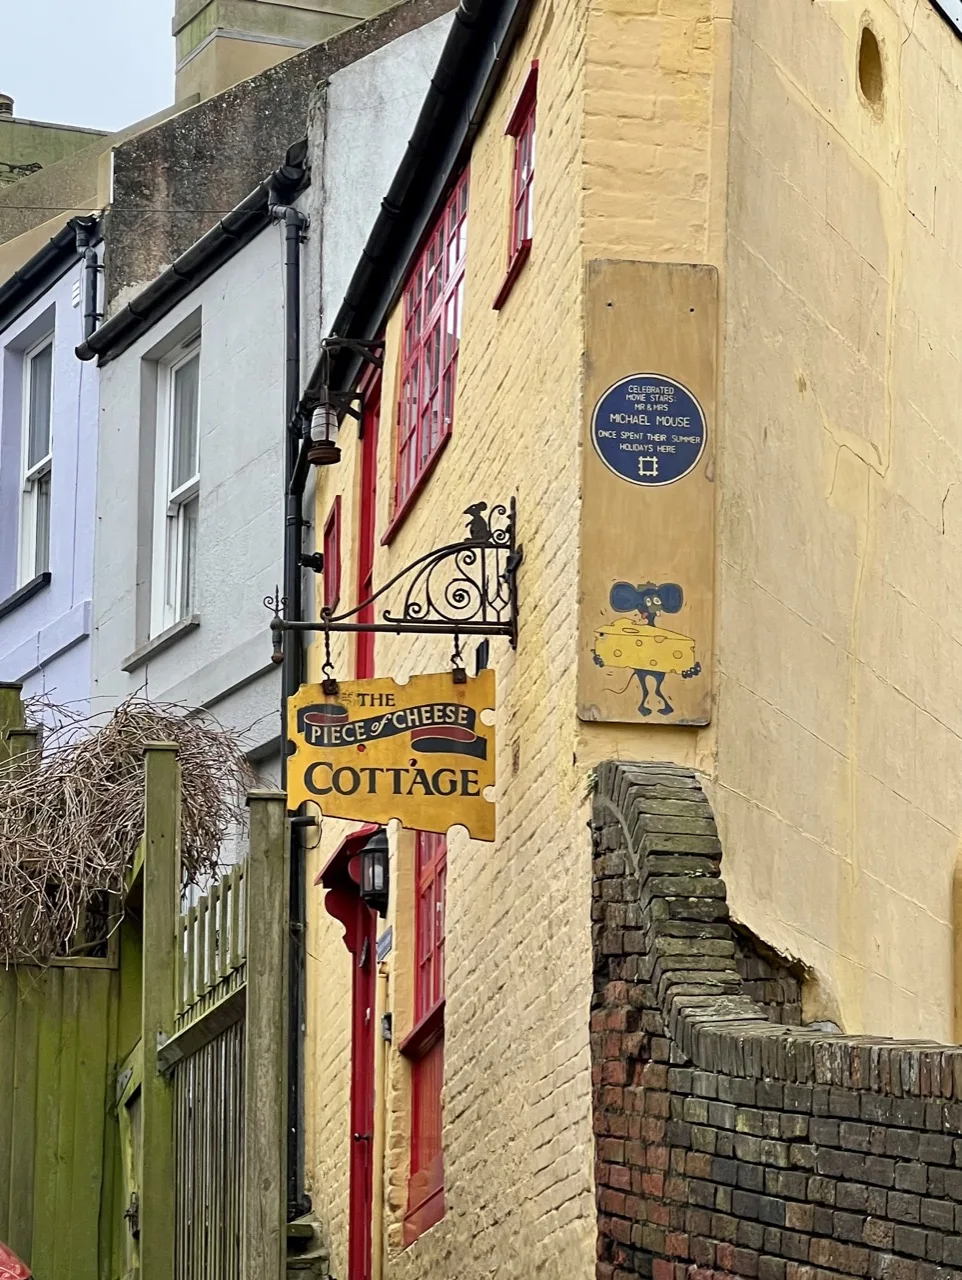 CELEBRATED
MOVIE STARS:
MR & MRS
MICHAEL MOUSE
ONCE SPENT THEIR SUMMER
HOLIDAYS HERE
THE
PIECE of CHEESE
COTTAGE